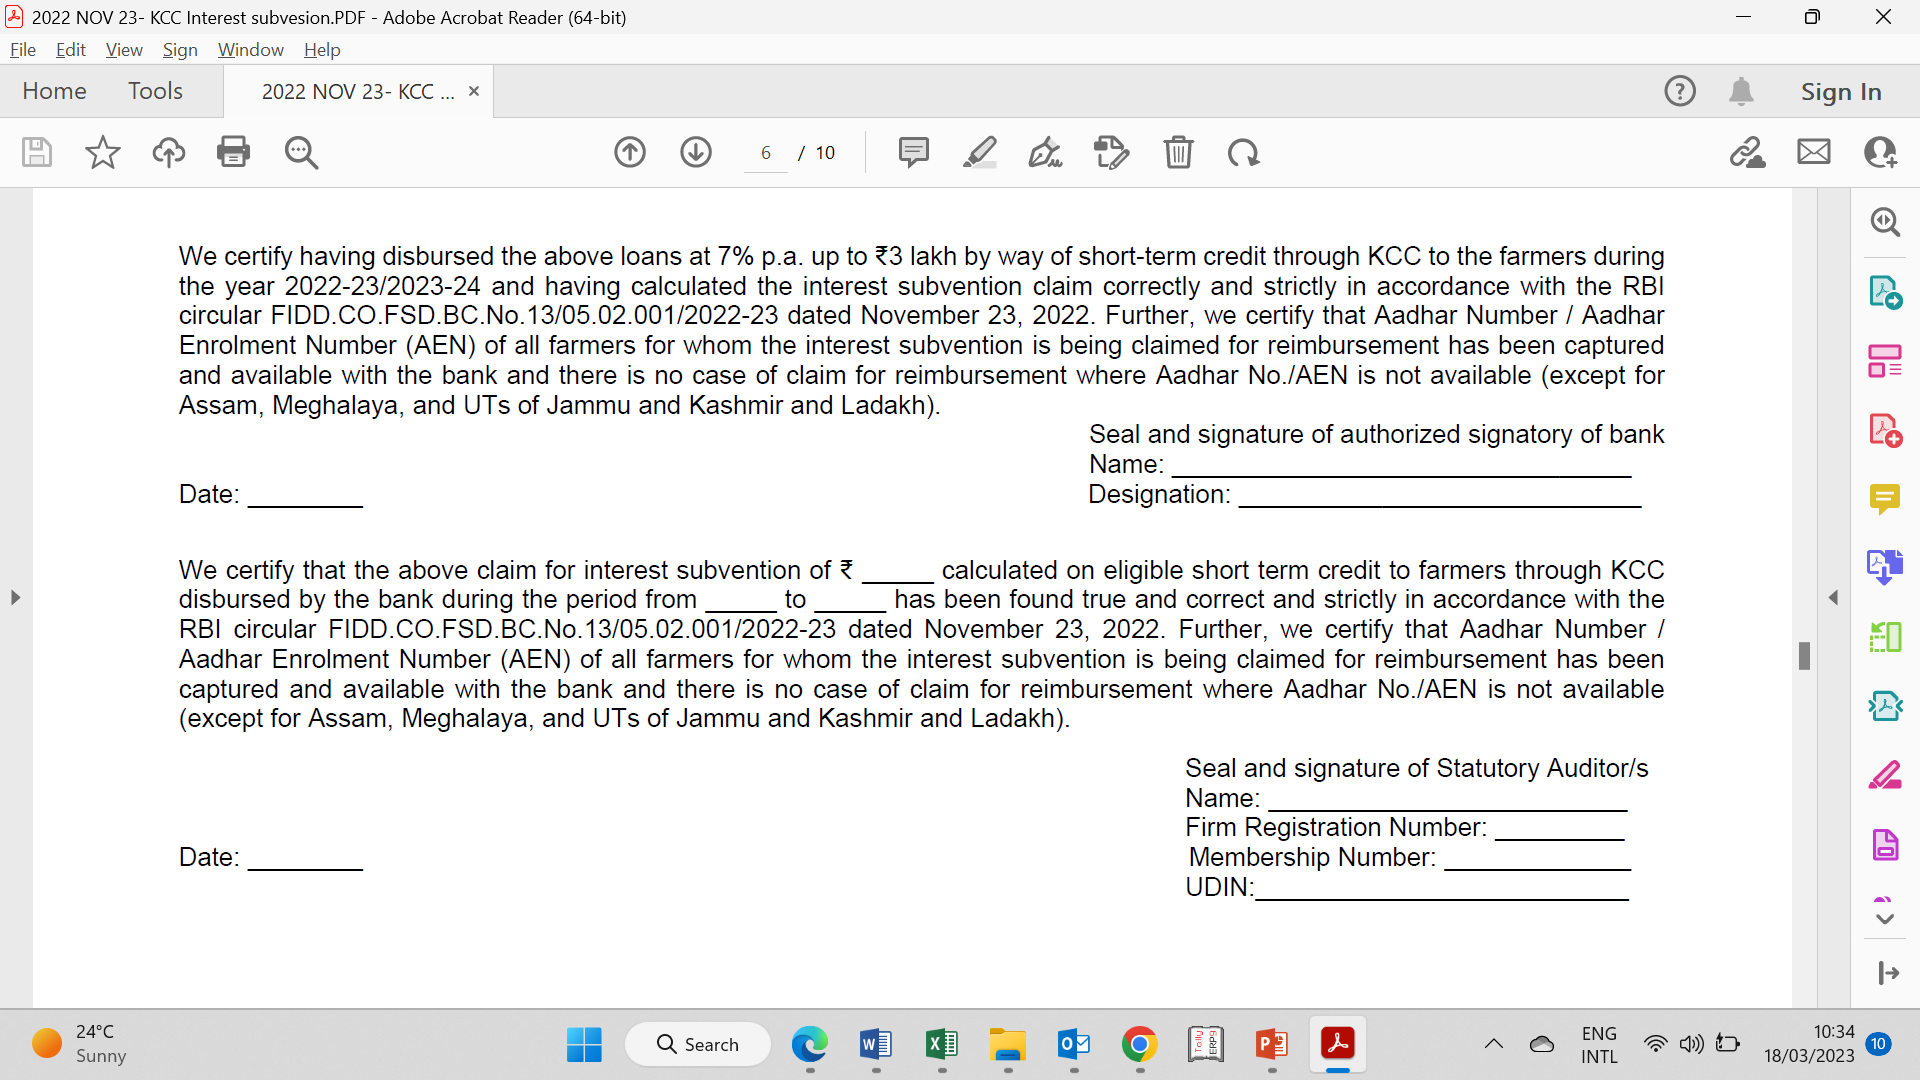 2022 NOV 23- KCC Interest subvesion.PDF - Adobe Acrobat Reader (64-bit)
File Edit View Sign Window Help
Home Tools 2022 NOV 23- KCC ... × Sign In
6 / 10
We certify having disbursed the above loans at 7% p.a. up to ₹3 lakh by way of short-term credit through KCC to the farmers during
the year 2022-23/2023-24 and having calculated the interest subvention claim correctly and strictly in accordance with the RBI
circular FIDD.CO.FSD.BC.No.13/05.02.001/2022-23 dated November 23, 2022. Further, we certify that Aadhar Number / Aadhar
Enrolment Number (AEN) of all farmers for whom the interest subvention is being claimed for reimbursement has been captured
and available with the bank and there is no case of claim for reimbursement where Aadhar No./AEN is not available (except for
Assam, Meghalaya, and UTs of Jammu and Kashmir and Ladakh).
Seal and signature of authorized signatory of bank
Name: ________________________________
Date: ________ Designation: ____________________________
We certify that the above claim for interest subvention of ₹ _____ calculated on eligible short term credit to farmers through KCC
disbursed by the bank during the period from _____ to _____ has been found true and correct and strictly in accordance with the
RBI circular FIDD.CO.FSD.BC.No.13/05.02.001/2022-23 dated November 23, 2022. Further, we certify that Aadhar Number /
Aadhar Enrolment Number (AEN) of all farmers for whom the interest subvention is being claimed for reimbursement has been
captured and available with the bank and there is no case of claim for reimbursement where Aadhar No./AEN is not available
(except for Assam, Meghalaya, and UTs of Jammu and Kashmir and Ladakh).
Seal and signature of Statutory Auditor/s
Name: _________________________
Firm Registration Number: _________
Date: ________ Membership Number: _____________
UDIN:__________________________
24°C
Sunny
Search
Tally
ERP9
ENG
INTL
10:34
18/03/2023
10